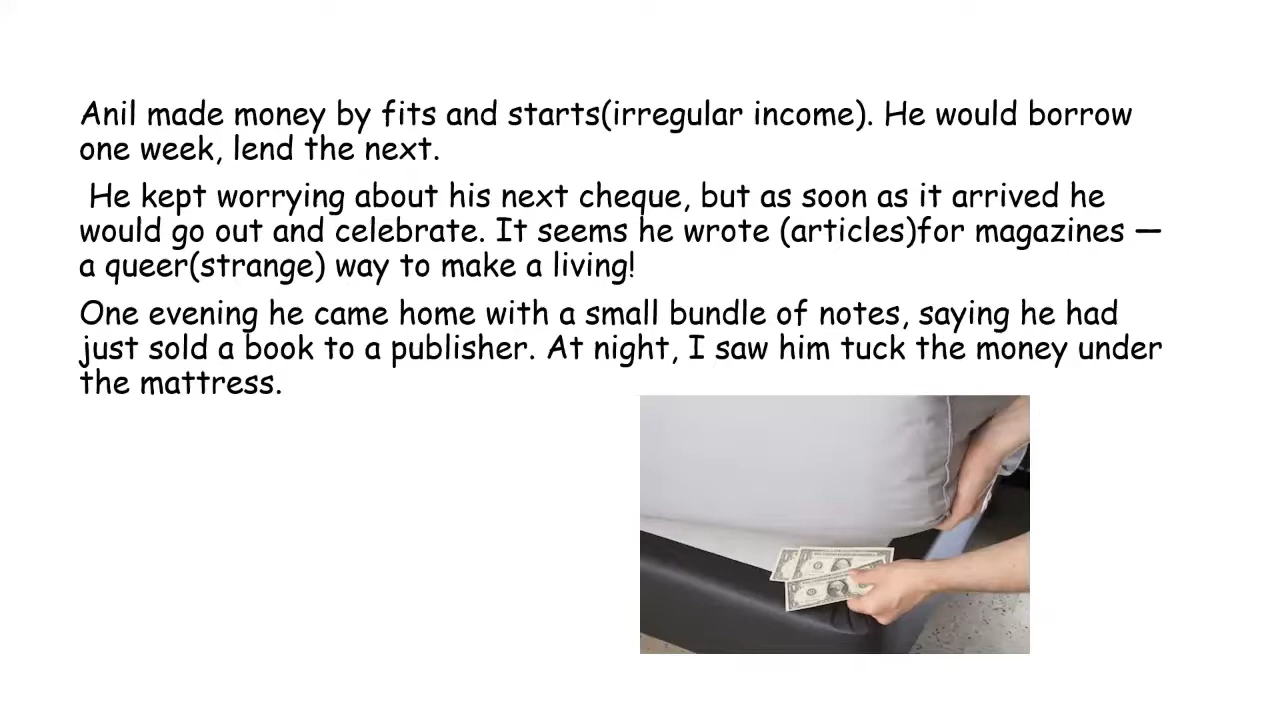 Anil made money by fits and starts(irregular income). He would borrow
one week, lend the next.
He kept worrying about his next cheque, but as soon as it arrived he
would go out and celebrate. It seems he wrote (articles)for magazines —
a queer(strange) way to make a living!
One evening he came home with a small bundle of notes, saying he had
just sold a book to a publisher. At night, I saw him tuck the money under
the mattress.